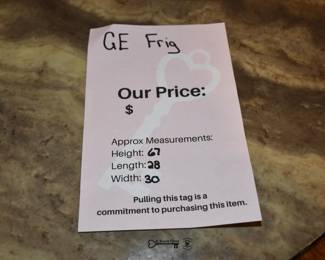 GE Frig
Our Price:
$
Approx Measurements:
Height: 67
Length: 28
Width: 30
Pulling this tag is a
commitment to purchasing this item.